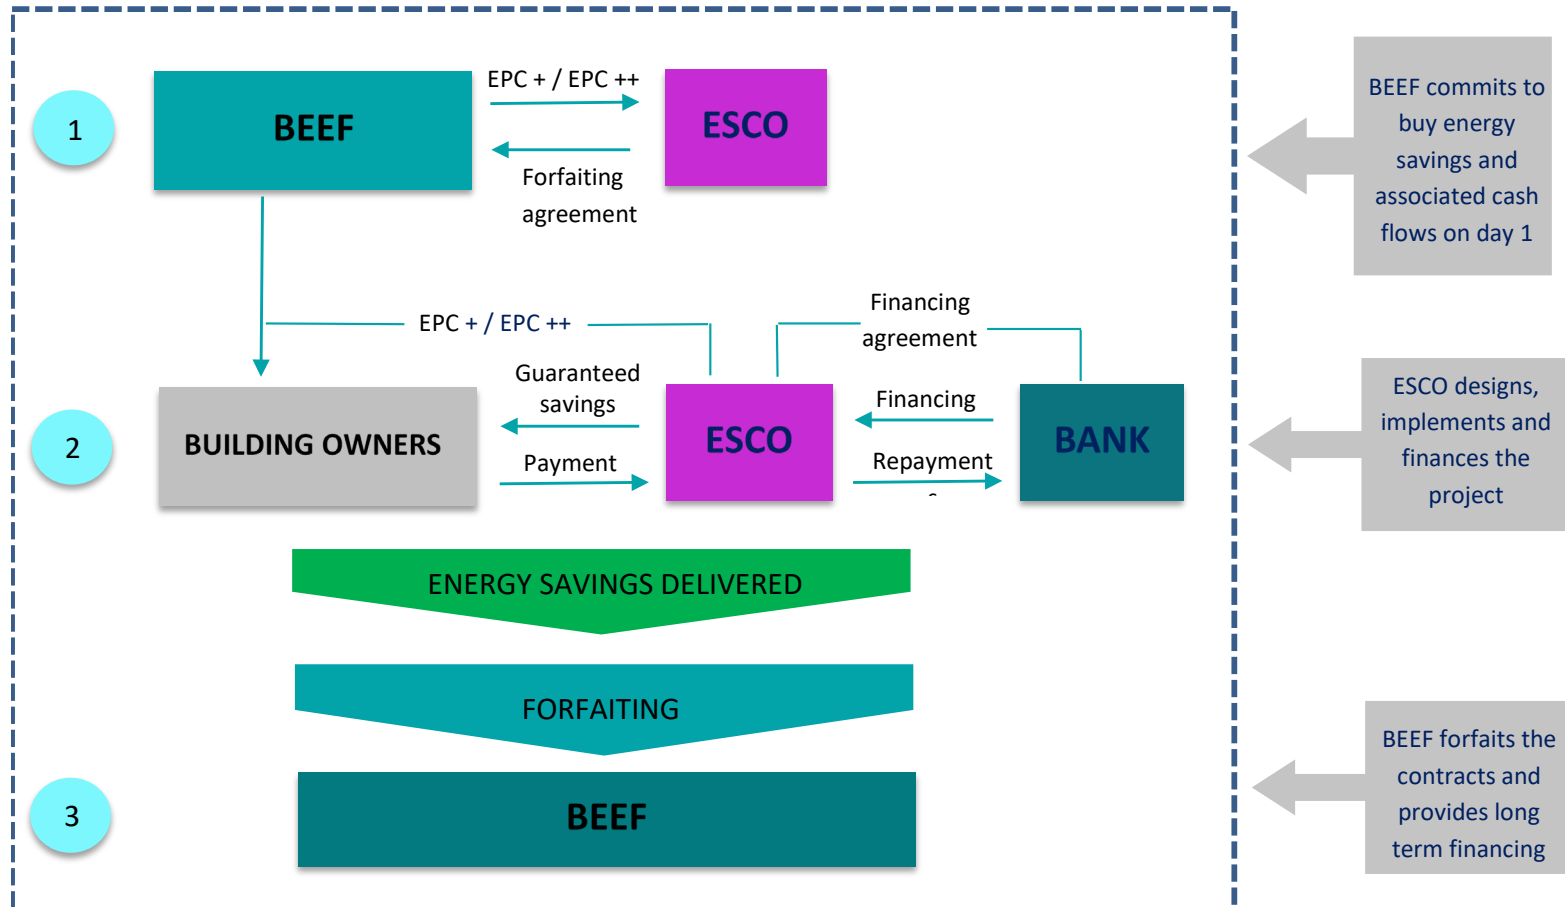 1
BEEF
EPC + / EPC ++
ESCO
Forfaiting
agreement
BEEF commits to
buy energy
savings and
associated cash
flows on day 1
EPC + / EPC ++
Financing
agreement
2
BUILDING OWNERS
Guaranteed
savings
Payment
ESCO
Financing
Repayment
BANK
ESCO designs,
implements and
finances the
project
ENERGY SAVINGS DELIVERED
FORFAITING
3
BEEF
BEEF forfaits the
contracts and
provides long
term financing